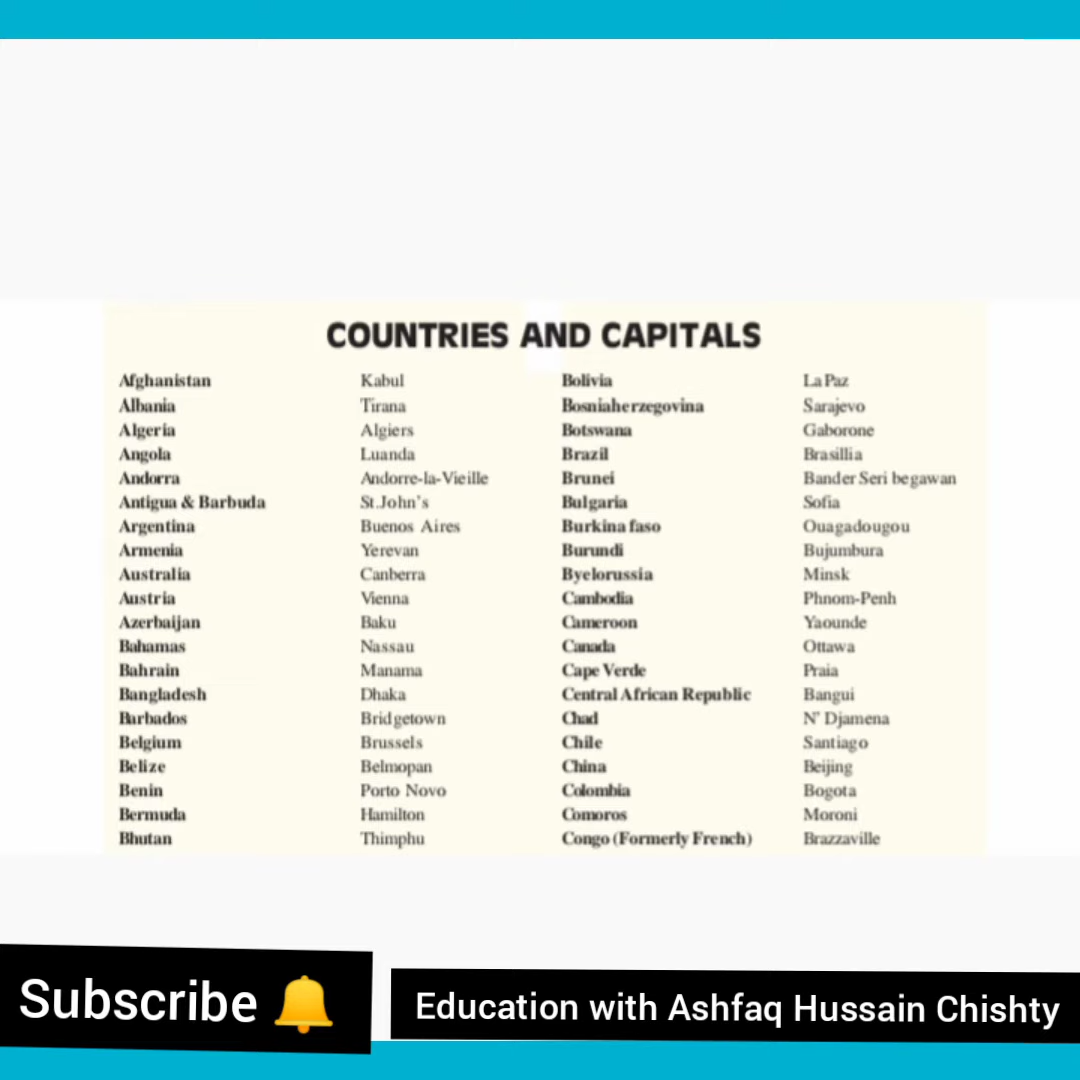 COUNTRIES AND CAPITALS
Afghanistan Kabul Bolivia La Paz
Albania Tirana Bosniaherzegovina Sarajevo
Algeria Algiers Botswana Gaborone
Angola Luanda Brazil Brasillia
Andorra Andorre-la-Vieille Brunei Bander Seri begawan
Antigua & Barbuda St.John's Bulgaria Sofia
Argentina Buenos Aires Burkina faso Ouagadougou
Armenia Yerevan Burundi Bujumbura
Australia Canberra Byelorussia Minsk
Austria Vienna Cambodia Phnom-Penh
Azerbaijan Baku Cameroon Yaounde
Bahamas Nassau Canada Ottawa
Bahrain Manama Cape Verde Praia
Bangladesh Dhaka Central African Republic Bangui
Barbados Bridgetown Chad N' Djamena
Belgium Brussels Chile Santiago
Belize Belmopan China Beijing
Benin Porto Novo Colombia Bogota
Bermuda Hamilton Comoros Moroni
Bhutan Thimphu Congo (Formerly French) Brazzaville
Subscribe 🔔
Education with Ashfaq Hussain Chishty